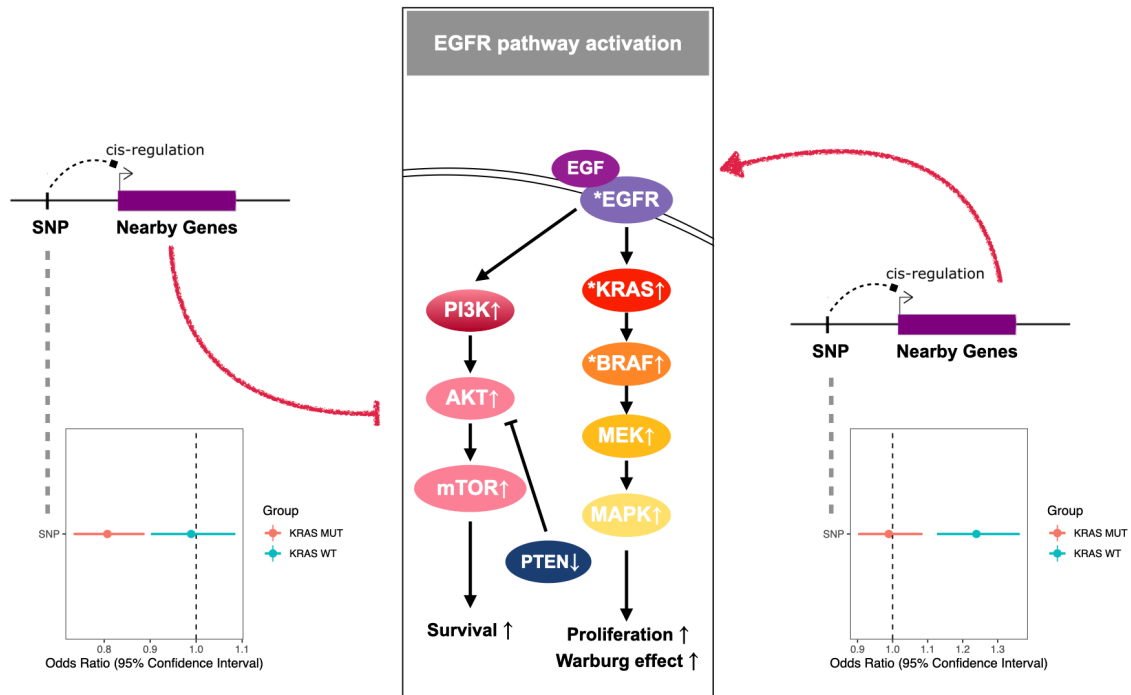 EGFR pathway activation
cis-regulation
SNP
Nearby Genes
SNP
Group
KRAS MUT
KRAS WT
0.8
0.9
1.0
1.1
Odds Ratio (95% Confidence Interval)
EGF
*EGFR
PI3K↑
AKT↑
mTOR↑
Survival ↑
*KRAS↑
*BRAF↑
MEK↑
MAPK↑
PTEN↓
Proliferation ↑
Warburg effect ↑
cis-regulation
SNP
Nearby Genes
SNP
Group
KRAS MUT
KRAS WT
0.9
1.0
1.1
1.2
1.3
Odds Ratio (95% Confidence Interval)